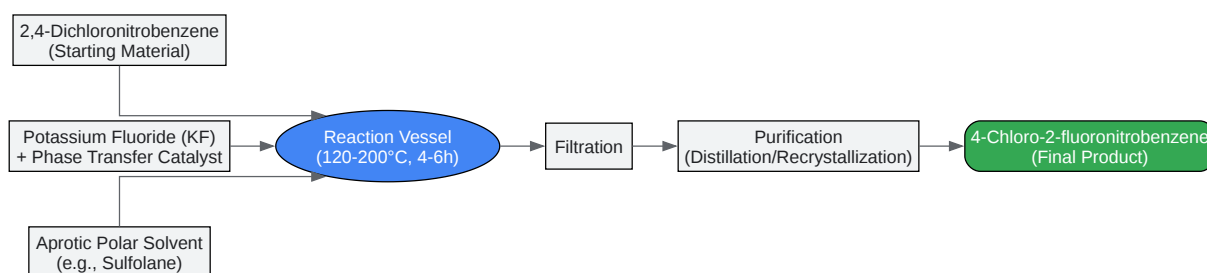 2,4-Dichloronitrobenzene
(Starting Material)
Potassium Fluoride (KF)
+ Phase Transfer Catalyst
Aprotic Polar Solvent
(e.g., Sulfolane)
Reaction Vessel
(120-200°C, 4-6h)
Filtration
Purification
(Distillation/Recrystallization)
4-Chloro-2-fluoronitrobenzene
(Final Product)